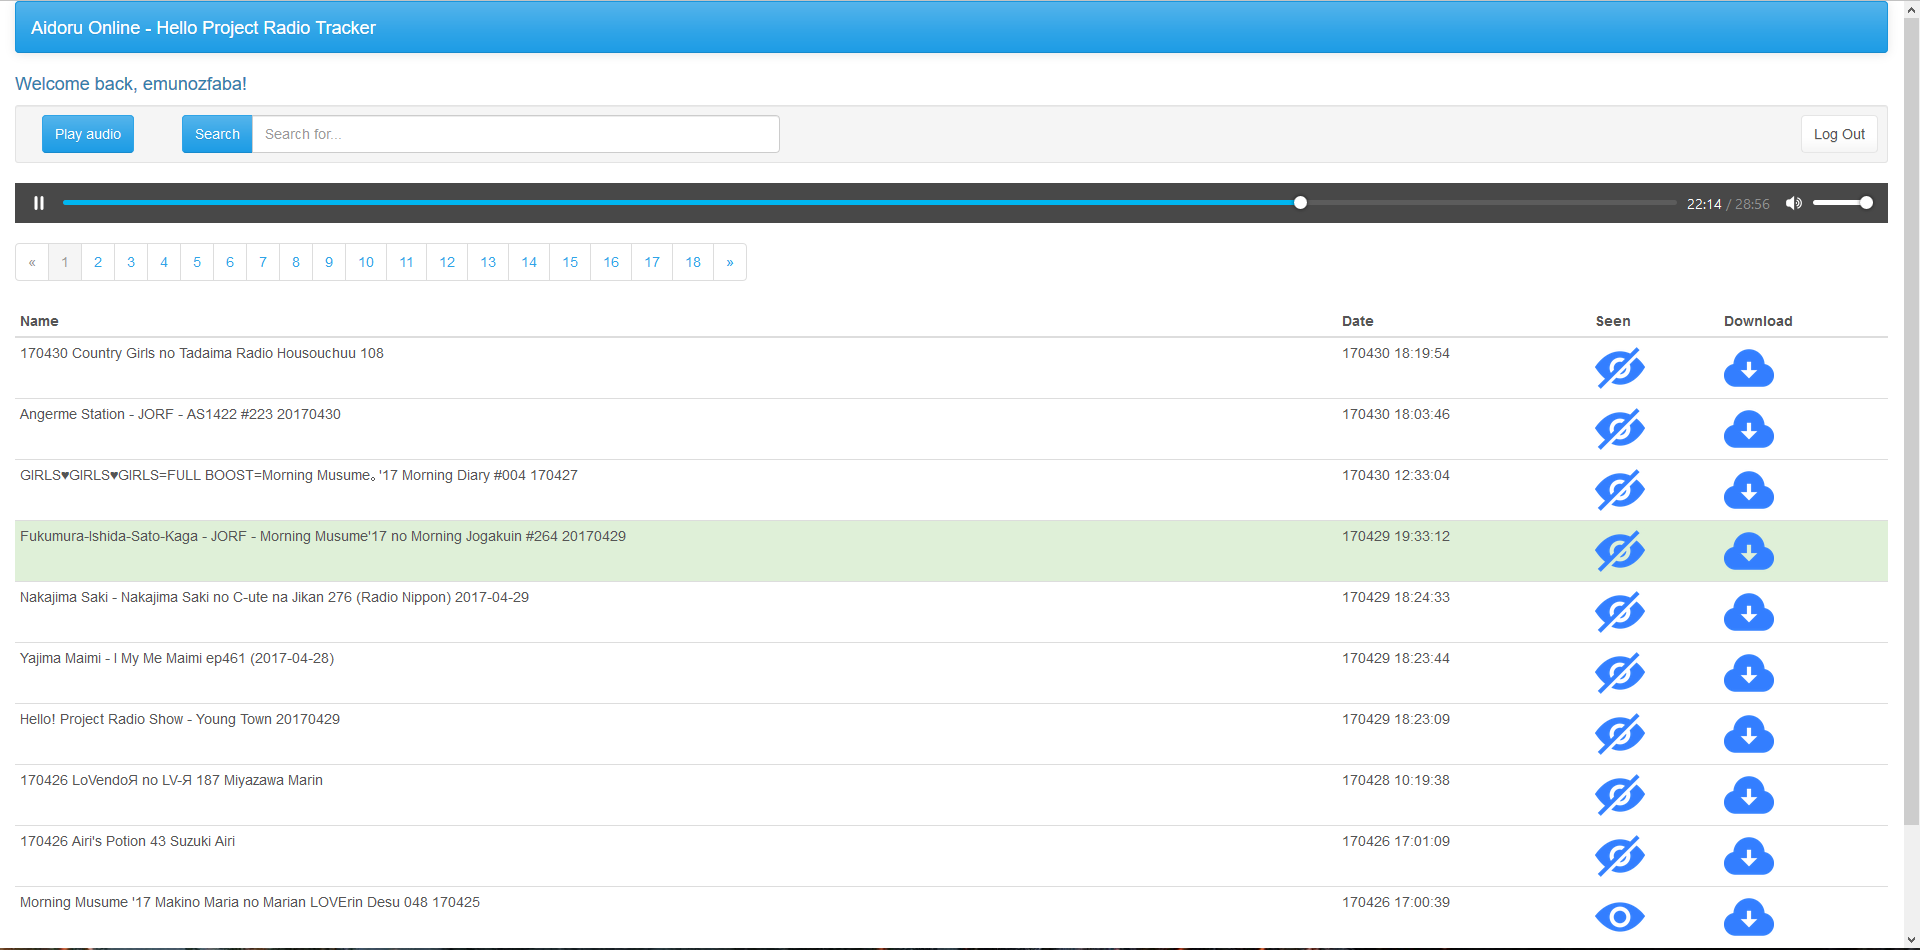 Aidoru Online - Hello Project Radio Tracker
Welcome back, emunozfaba!
Play audio Search Search for... Log Out
22:14 / 28:56
« 1 2 3 4 5 6 7 8 9 10 11 12 13 14 15 16 17 18 »
Name Date Seen Download
170430 Country Girls no Tadaima Radio Housouchuu 108 170430 18:19:54
Angerme Station - JORF - AS1422 #223 20170430 170430 18:03:46
GIRLS♥GIRLS♥GIRLS=FULL BOOST=Morning Musume。'17 Morning Diary #004 170427 170430 12:33:04
Fukumura-Ishida-Sato-Kaga - JORF - Morning Musume'17 no Morning Jogakuin #264 20170429 170429 19:33:12
Nakajima Saki - Nakajima Saki no C-ute na Jikan 276 (Radio Nippon) 2017-04-29 170429 18:24:33
Yajima Maimi - I My Me Maimi ep461 (2017-04-28) 170429 18:23:44
Hello! Project Radio Show - Young Town 20170429 170429 18:23:09
170426 LoVendoЯ no LV-Я 187 Miyazawa Marin 170428 10:19:38
170426 Airi's Potion 43 Suzuki Airi 170426 17:01:09
Morning Musume '17 Makino Maria no Marian LOVErin Desu 048 170425 170426 17:00:39